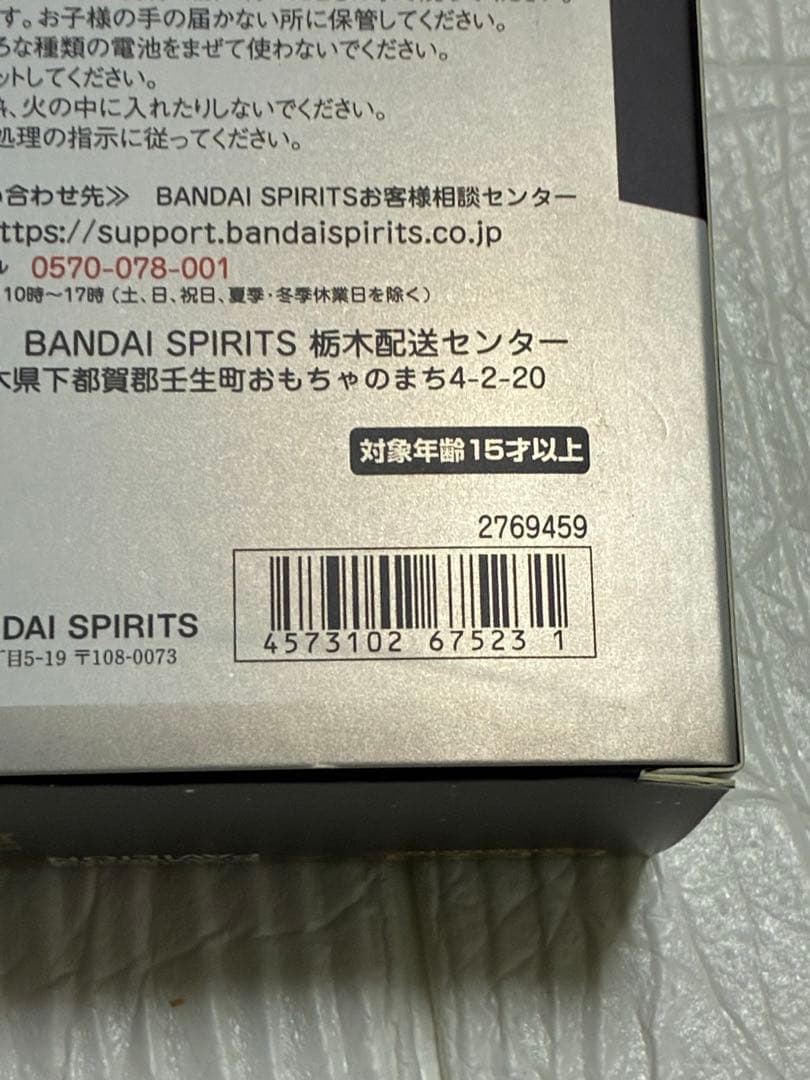 す。お子様の手の届かない所に保管してください。
な種類の電池をまぜて使わないでください。
ットしてください。
、火の中に入れたりしないでください。
処理の指示に従ってください。
合わせ先≫ BANDAI SPIRITSお客様相談センター
ttps://support.bandaispirits.co.jp
0570-078-001
10時〜17時(土、日、祝日、夏季・冬季休業日を除く)
BANDAI SPIRITS 栃木配送センター
木県下都賀郡壬生町おもちゃのまち4-2-20
対象年齢15才以上
2769459
4573102 67523 1
DAI SPIRITS
目5-19 〒108-0073